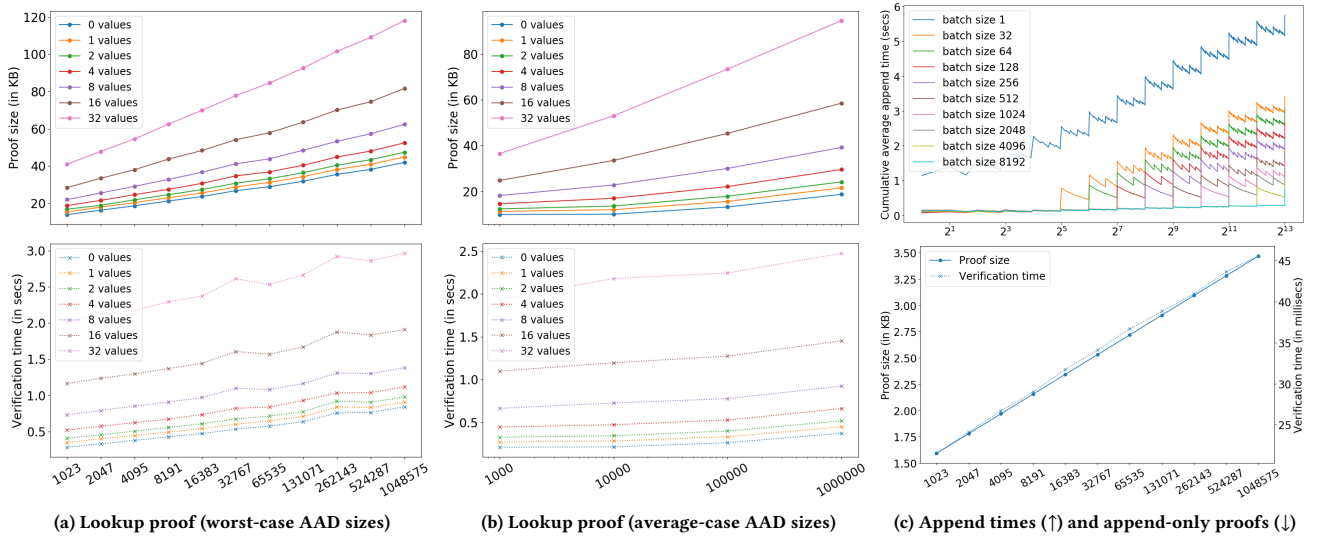 120
100
80
60
40
20
Proof size (in KB)
0 values
1 values
2 values
4 values
8 values
16 values
32 values
80
60
40
20
Proof size (in KB)
0 values
1 values
2 values
4 values
8 values
16 values
32 values
6
5
4
3
2
1
0
Cumulative average append time (secs)
batch size 1
batch size 32
batch size 64
batch size 128
batch size 256
batch size 512
batch size 1024
batch size 2048
batch size 4096
batch size 8192
2^1 2^3 2^5 2^7 2^9 2^11 2^13
3.0
2.5
2.0
1.5
1.0
0.5
Verification time (in secs)
0 values
1 values
2 values
4 values
8 values
16 values
32 values
1023 2047 4095 8191 16383 32767 65535 131071 262143 524287 1048575
2.5
2.0
1.5
1.0
0.5
Verification time (in secs)
0 values
1 values
2 values
4 values
8 values
16 values
32 values
1000 10000 100000 1000000
3.50
3.25
3.00
2.75
2.50
2.25
2.00
1.75
1.50
Proof size (in KB)
Proof size
Verification time
45
40
35
30
25
Verification time (in millisecs)
1023 2047 4095 8191 16383 32767 65535 131071 262143 524287 1048575
(a) Lookup proof (worst-case AAD sizes)
(b) Lookup proof (average-case AAD sizes)
(c) Append times (↑) and append-only proofs (↓)